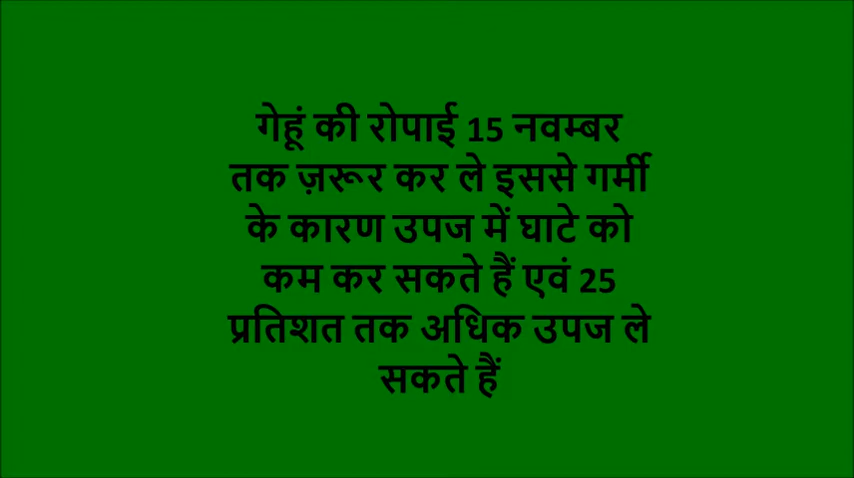 गेहूं की रोपाई 15 नवम्बर
तक ज़रूर कर ले इससे गर्मी
के कारण उपज में घाटे को
कम कर सकते हैं एवं 25
प्रतिशत तक अधिक उपज ले
सकते हैं